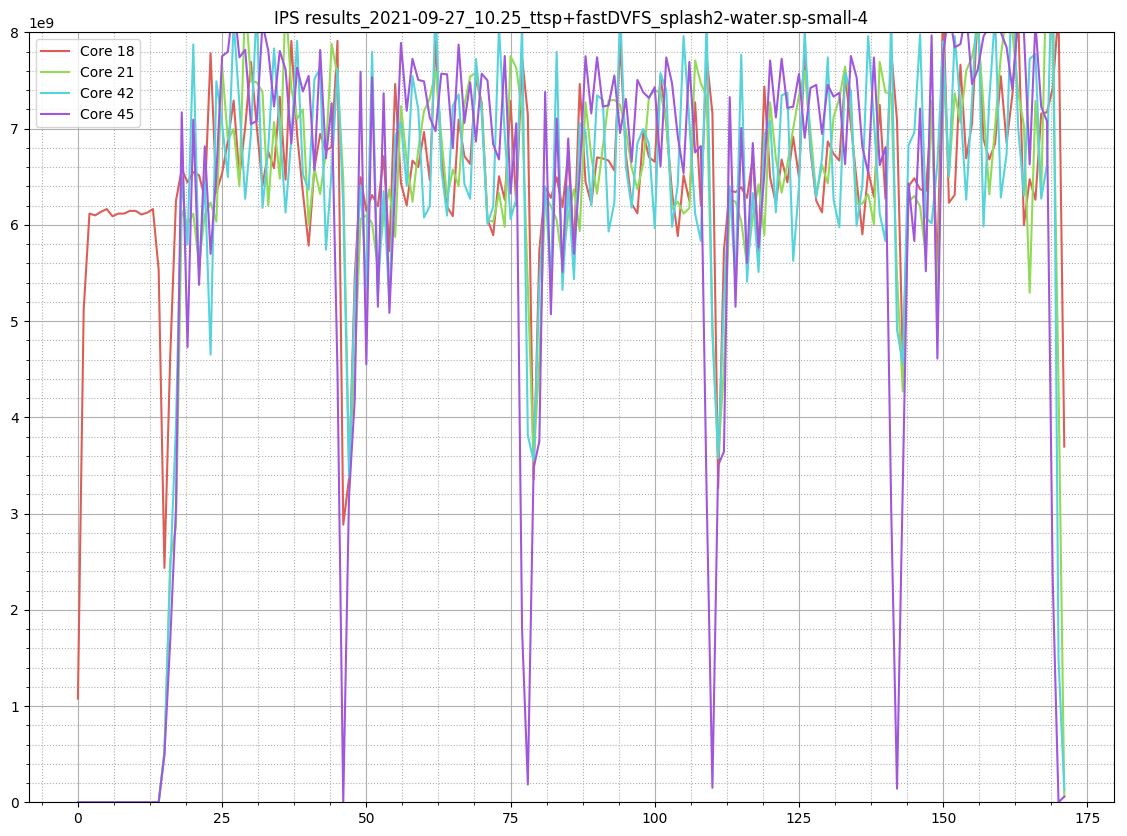 IPS results_2021-09-27_10.25_ttsp+fastDVFS_splash2-water.sp-small-4
1e9
Core 18
Core 21
Core 42
Core 45
8
7
6
5
4
3
2
1
0
0 25 50 75 100 125 150 175